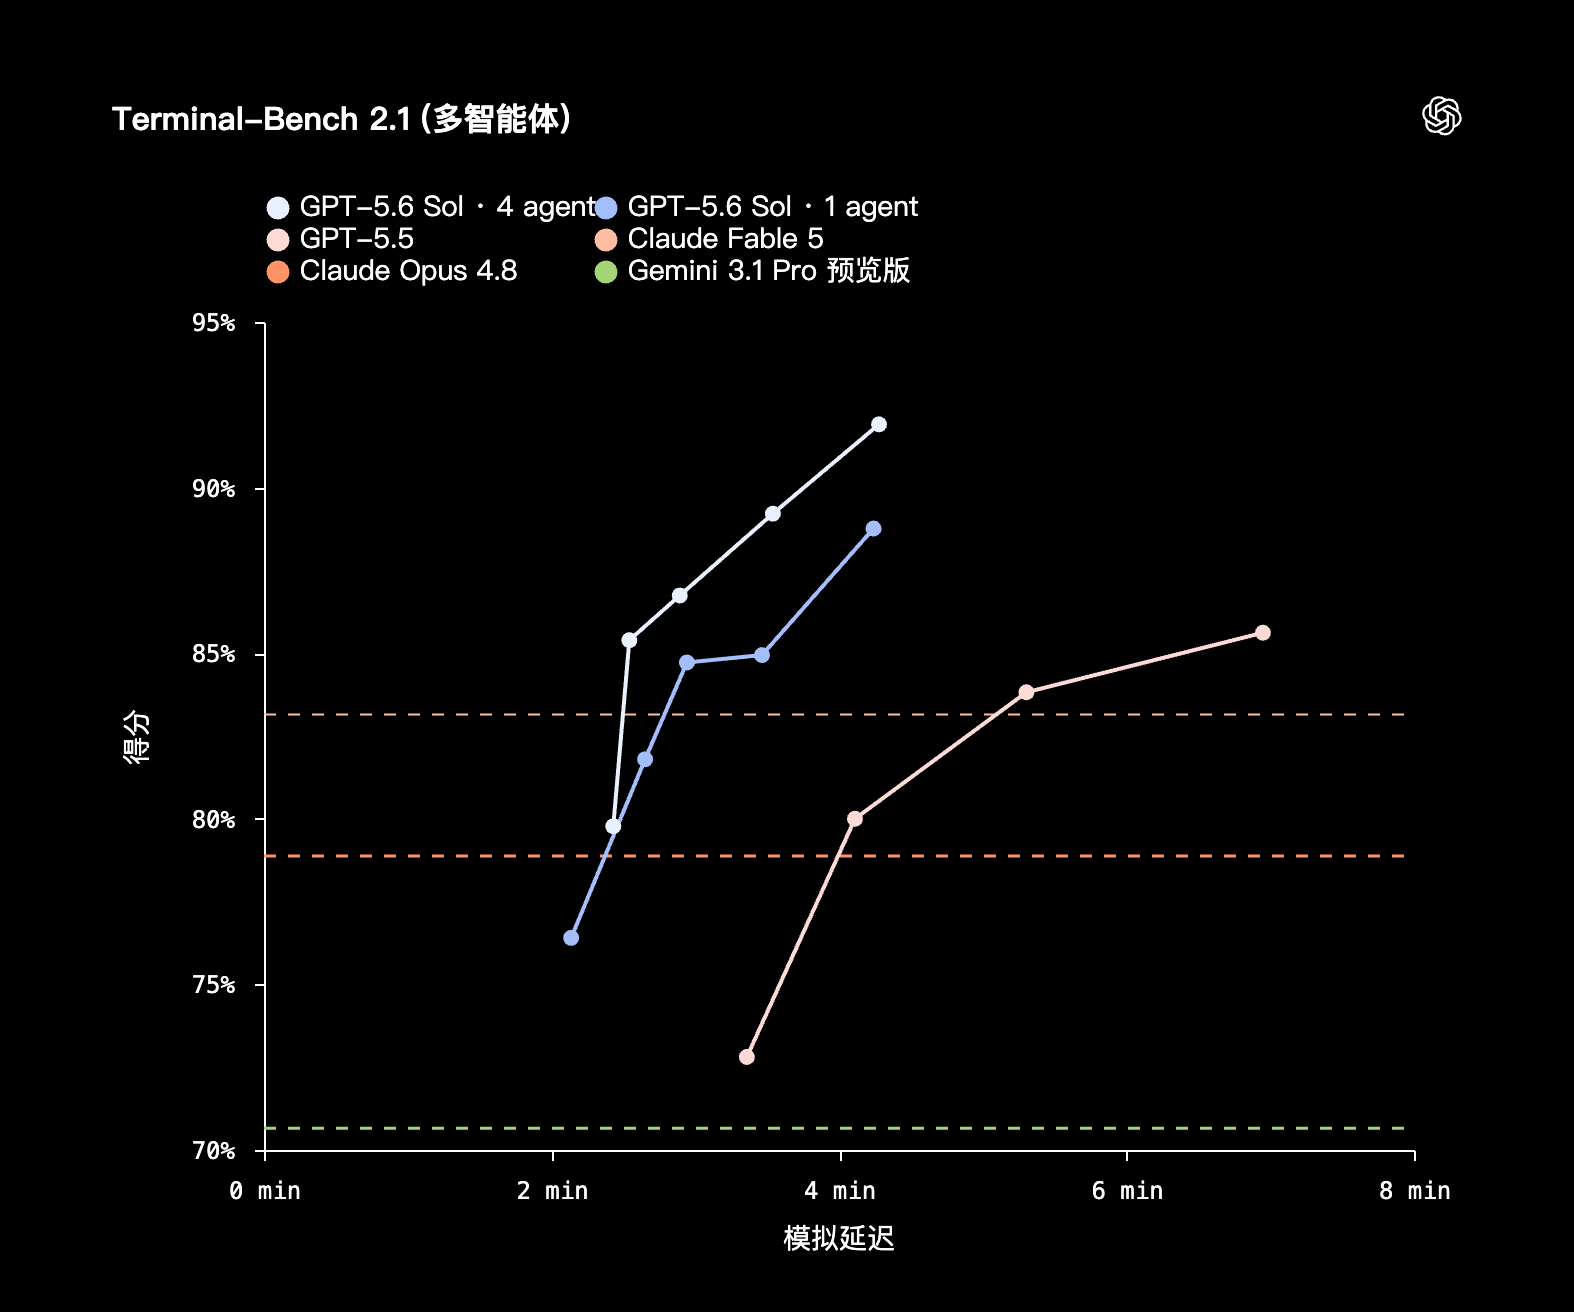 Terminal-Bench 2.1 (多智能体)
GPT-5.6 Sol · 4 agent GPT-5.6 Sol · 1 agent
GPT-5.5 Claude Fable 5
Claude Opus 4.8 Gemini 3.1 Pro 预览版
95%
90%
85%
80%
75%
70%
得分
0 min 2 min 4 min 6 min 8 min
模拟延迟